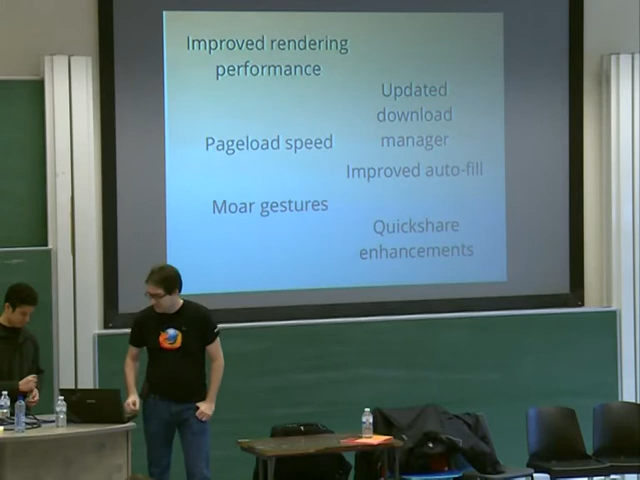 Improved rendering
performance
Updated
download
manager
Pageload speed
Improved auto-fill
Moar gestures
Quickshare
enhancements